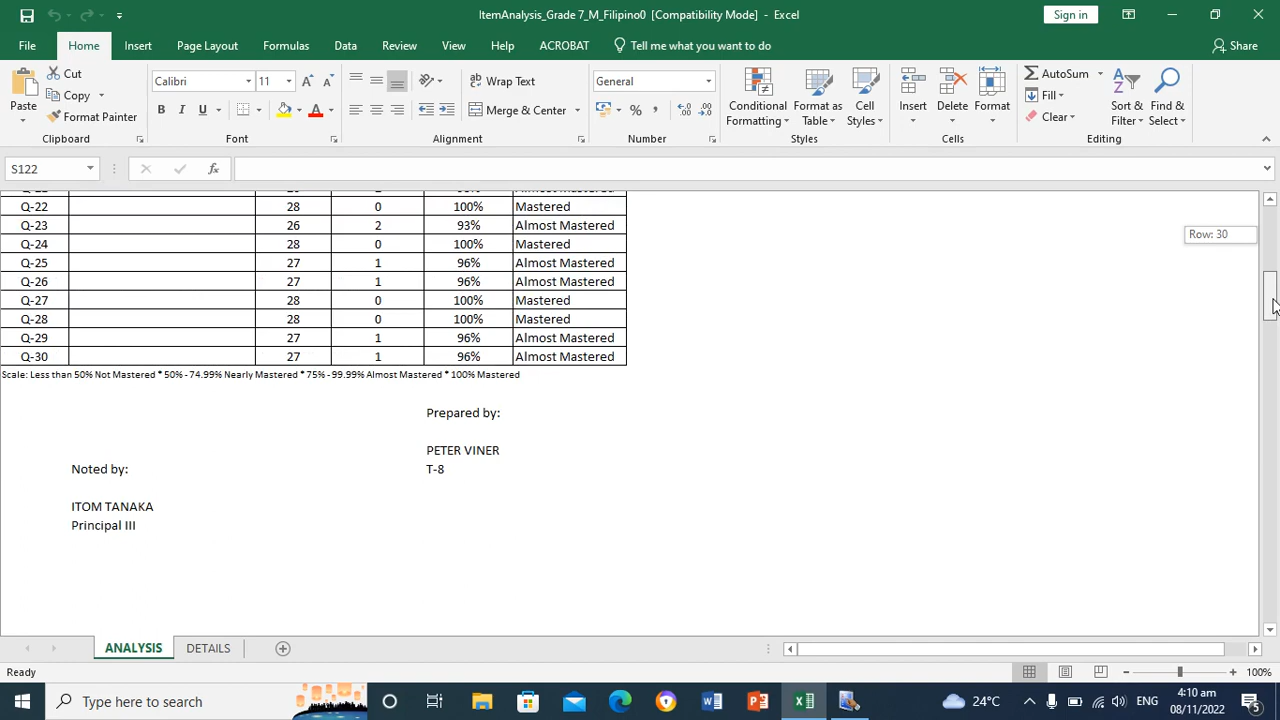 ItemAnalysis_Grade 7_M_Filipino0 [Compatibility Mode] - Excel
Sign in
File Home Insert Page Layout Formulas Data Review View Help ACROBAT Tell me what you want to do Share
Paste
Cut
Copy
Format Painter
Clipboard
Calibri 11
B I U
Font
Wrap Text
Merge & Center
Alignment
General
%
Number
Conditional Formatting
Format as Table
Cell Styles
Styles
Insert
Delete
Format
Cells
AutoSum
Fill
Clear
Sort & Filter
Find & Select
Editing
S122
fx
Q-22 28 0 100% Mastered
Q-23 26 2 93% Almost Mastered
Q-24 28 0 100% Mastered
Q-25 27 1 96% Almost Mastered
Q-26 27 1 96% Almost Mastered
Q-27 28 0 100% Mastered
Q-28 28 0 100% Mastered
Q-29 27 1 96% Almost Mastered
Q-30 27 1 96% Almost Mastered
Scale: Less than 50% Not Mastered * 50% - 74.99% Nearly Mastered * 75% - 99.99% Almost Mastered * 100% Mastered
Row: 30
Prepared by:
PETER VINER
T-8
Noted by:
ITOM TANAKA
Principal III
ANALYSIS DETAILS
Ready
100%
Type here to search
24°C
ENG
4:10 am
08/11/2022
5